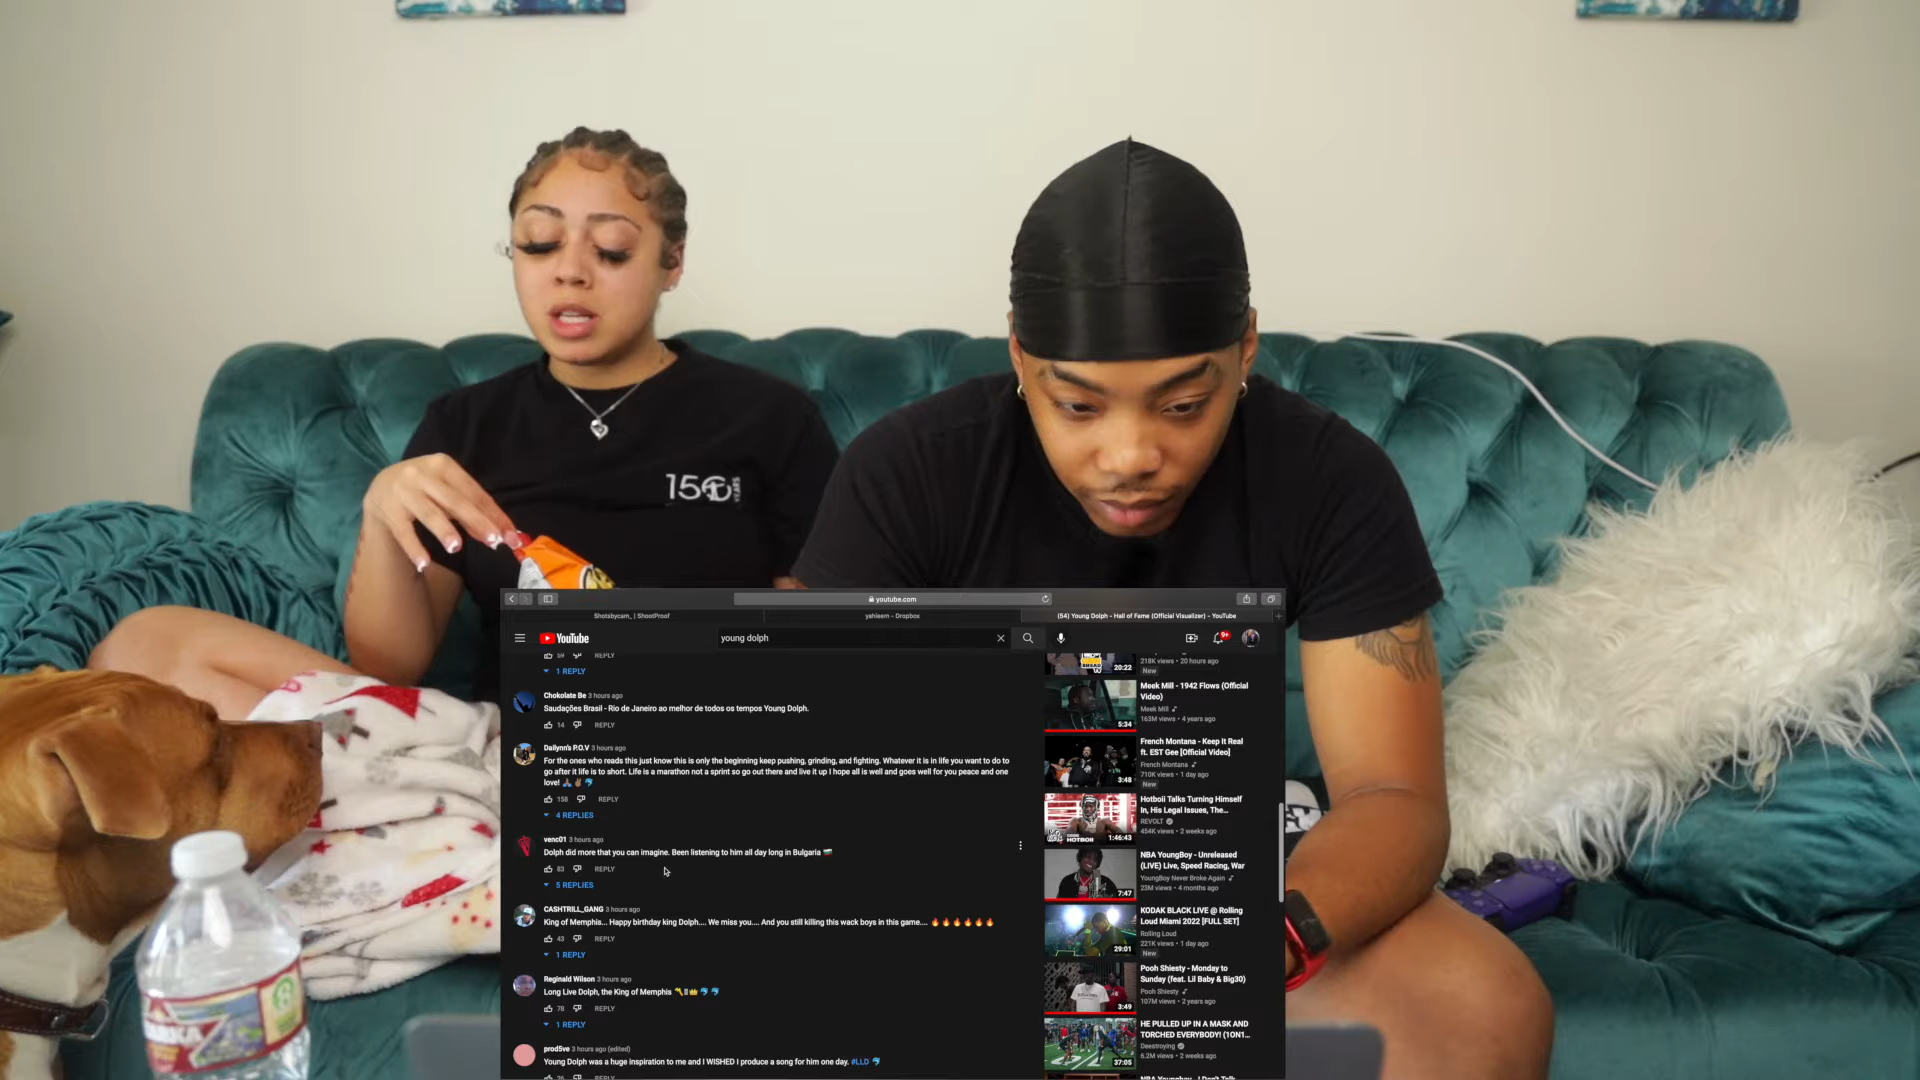 150
YEARS
youtube.com
Shotsbycam_ | ShootProof
yahleem - Dropbox
(54) Young Dolph - Hall of Fame (Official Visualizer) - YouTube
YouTube
young dolph
9+
59 REPLY
1 REPLY
Chokolate Be 3 hours ago
Saudações Brasil - Rio de Janeiro ao melhor de todos os tempos Young Dolph.
14 REPLY
Dailynn's P.O.V 3 hours ago
For the ones who reads this just know this is only the beginning keep pushing, grinding, and fighting. Whatever it is in life you want to do to
go after it life is to short. Life is a marathon not a sprint so go out there and live it up I hope all is well and goes well for you peace and one
love! 🙏🏾✌🏾🐬
158 REPLY
4 REPLIES
venc01 3 hours ago
Dolph did more that you can imagine. Been listening to him all day long in Bulgaria 🇧🇬
83 REPLY
5 REPLIES
CASHTRILL_GANG 3 hours ago
King of Memphis... Happy birthday king Dolph.... We miss you.... And you still killing this wack boys in this game.... 🔥🔥🔥🔥🔥🔥
43 REPLY
1 REPLY
Reginald Wilson 3 hours ago
Long Live Dolph, the King of Memphis
78 REPLY
1 REPLY
prod5ve 3 hours ago (edited)
Young Dolph was a huge inspiration to me and I WISHED I produce a song for him one day. #LLD 🐬
26 REPLY
20:22
218K views • 20 hours ago
New
5:34
Meek Mill - 1942 Flows (Official
Video)
Meek Mill
163M views • 4 years ago
3:48
French Montana - Keep It Real
ft. EST Gee [Official Video]
French Montana
710K views • 1 day ago
New
HOTBOII
1:46:43
Hotboii Talks Turning Himself
In, His Legal Issues, The...
REVOLT
454K views • 2 weeks ago
7:47
NBA YoungBoy - Unreleased
(LIVE) Live, Speed Racing, War
YoungBoy Never Broke Again
23M views • 4 months ago
29:01
KODAK BLACK LIVE @ Rolling
Loud Miami 2022 [FULL SET]
Rolling Loud
221K views • 1 day ago
New
3:49
Pooh Shiesty - Monday to
Sunday (feat. Lil Baby & Big30)
Pooh Shiesty
107M views • 2 years ago
37:05
HE PULLED UP IN A MASK AND
TORCHED EVERYBODY! (1ON1...
Deestroying
6.2M views • 2 weeks ago